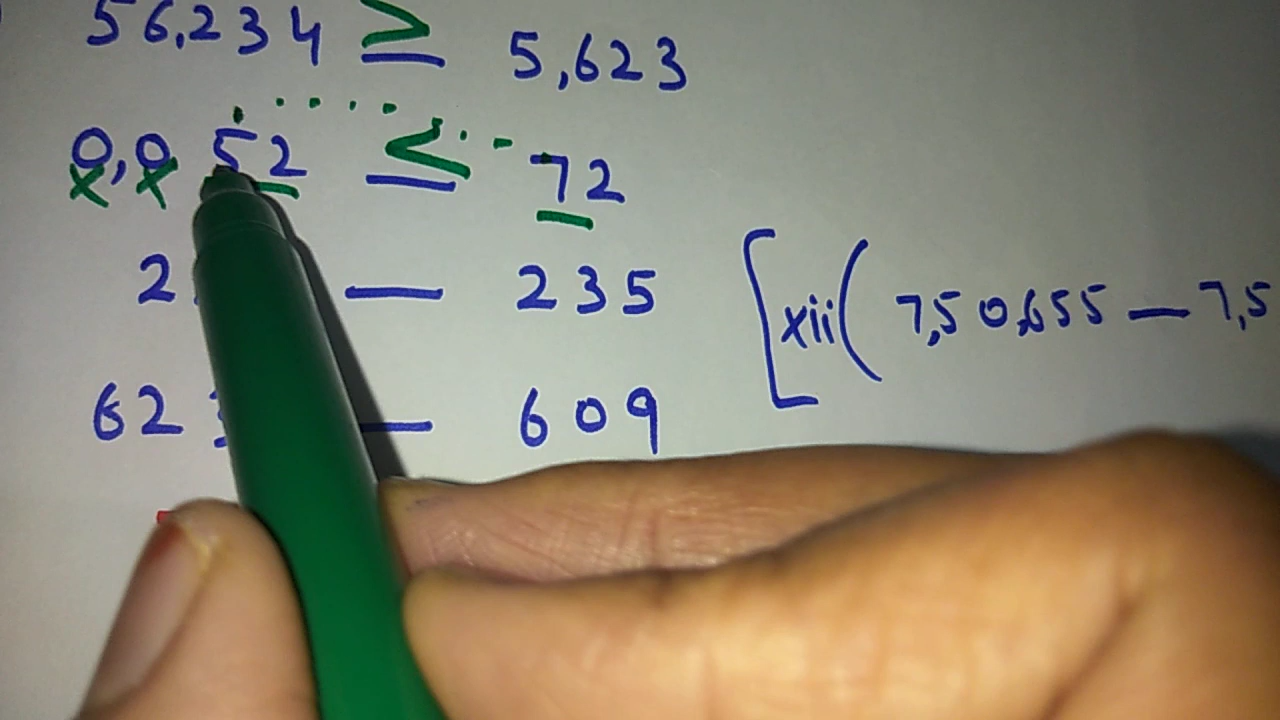 56,234 > 5,623
0,0 52 < 72
2 — 235
[xii( 7,50,655 — 7,5
62 — 609